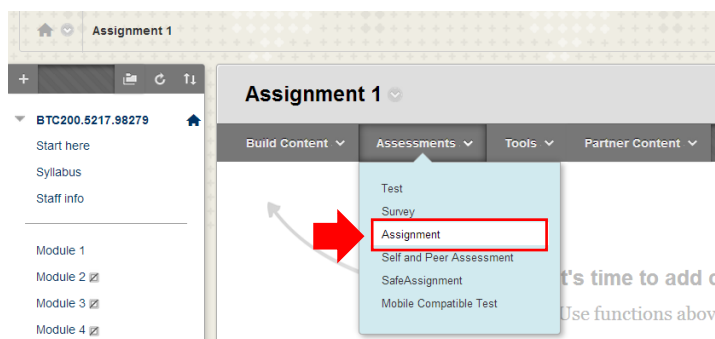 Assignment 1
BTC200.5217.98279
Start here
Syllabus
Staff info
Module 1
Module 2
Module 3
Module 4
Assignment 1
Build Content Assessments Tools Partner Content
Test
Survey
Assignment
Self and Peer Assessment
SafeAssignment
Mobile Compatible Test
t's time to add
Use functions abov